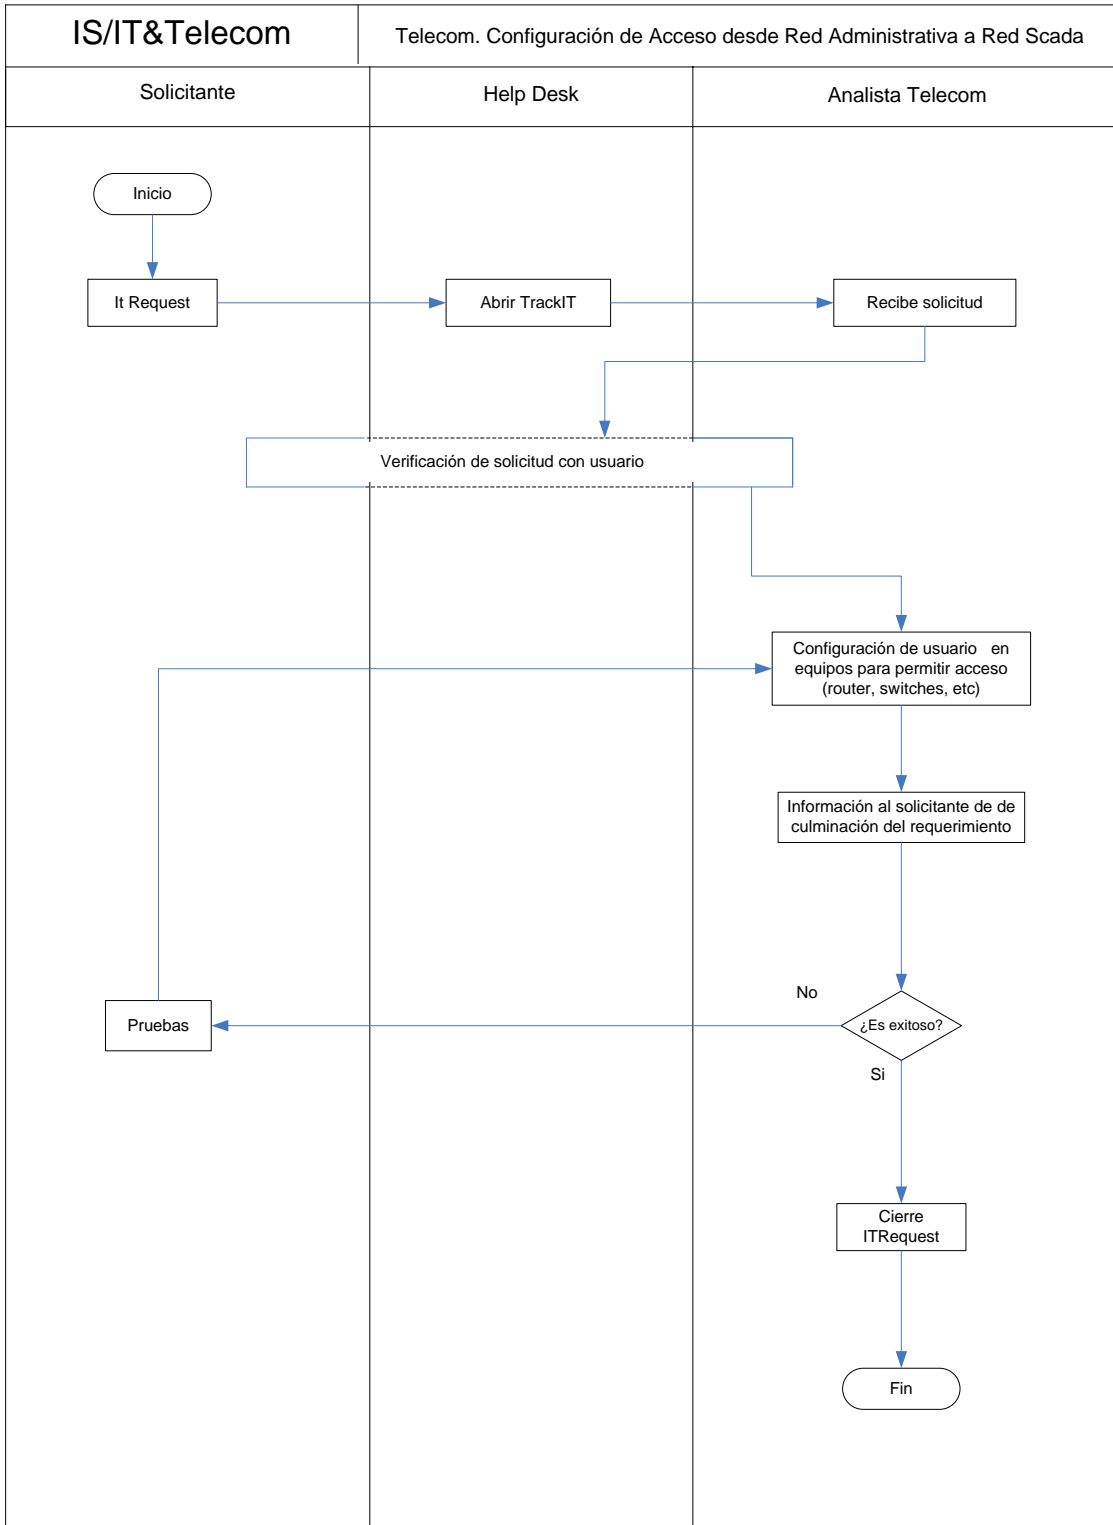 IS/IT&Telecom
Telecom. Configuración de Acceso desde Red Administrativa a Red Scada
Solicitante
Help Desk
Analista Telecom
Inicio
It Request
Abrir TrackIT
Recibe solicitud
Verificación de solicitud con usuario
Configuración de usuario en
equipos para permitir acceso
(router, switches, etc)
Información al solicitante de de
culminación del requerimiento
No
Pruebas
¿Es exitoso?
Si
Cierre
ITRequest
Fin